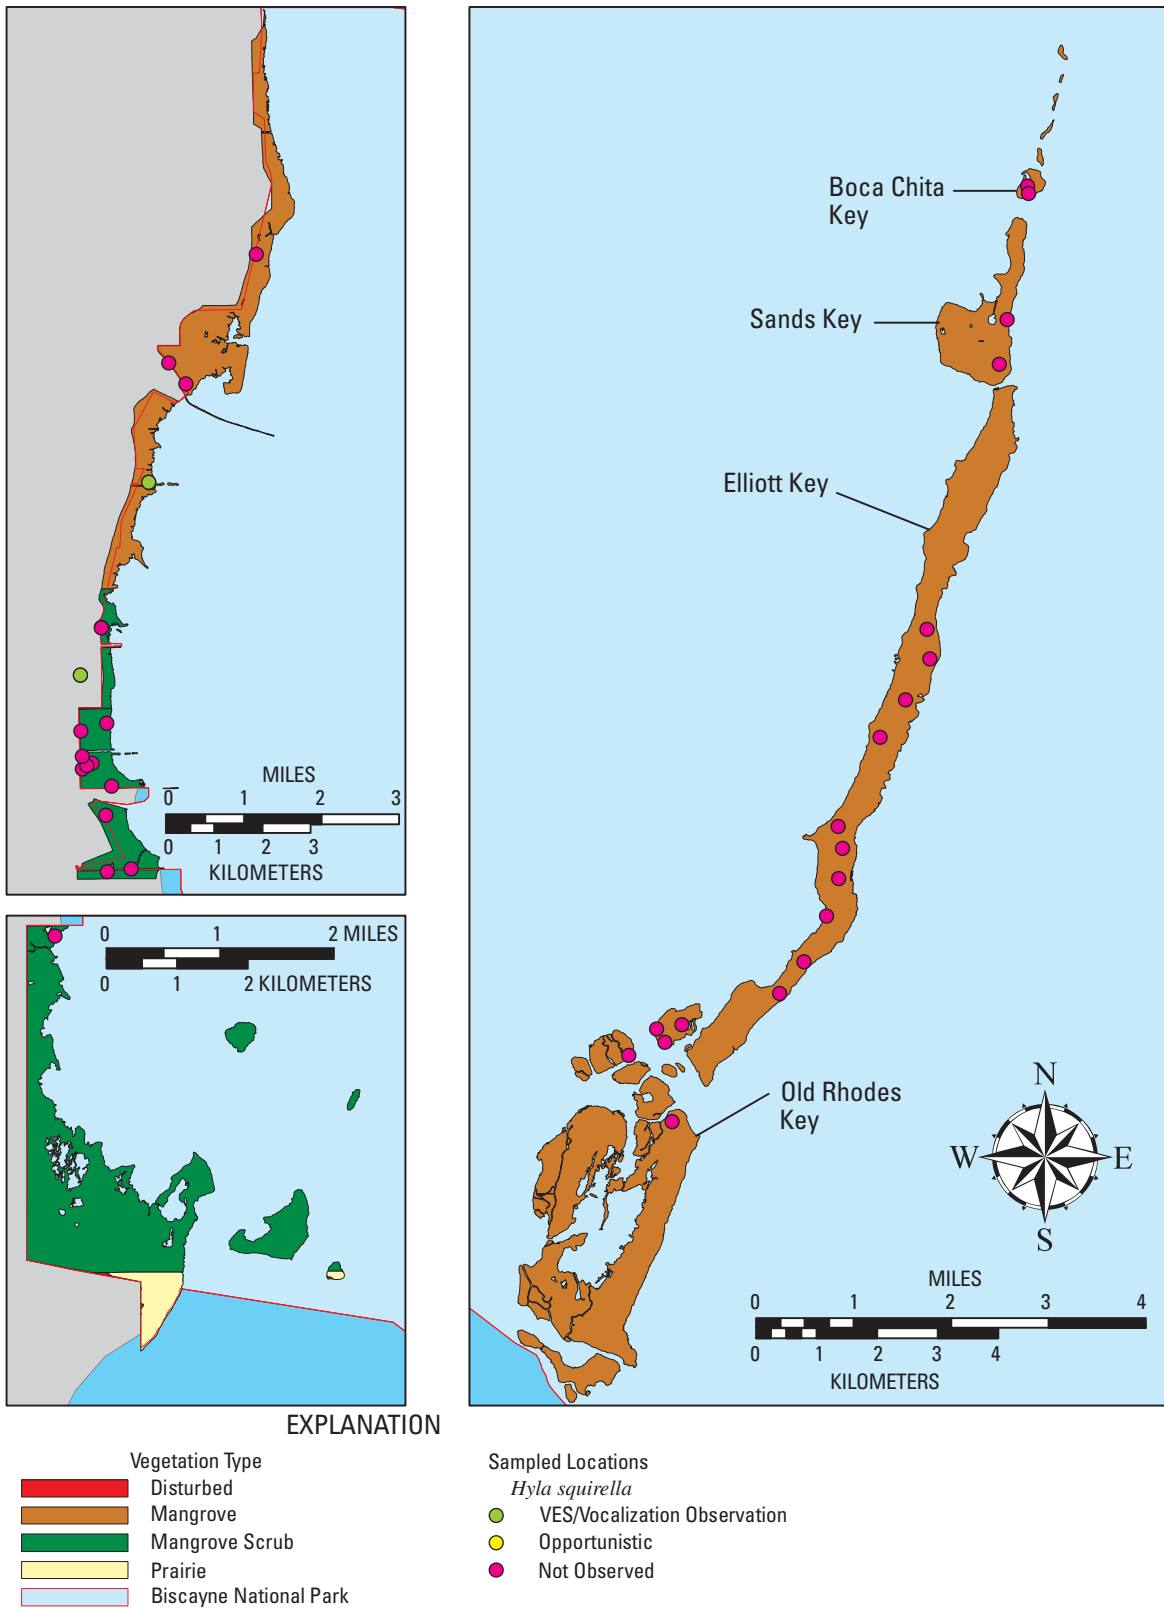 MILES
0 1 2 3
0 1 2 3
KILOMETERS
0 1 2 MILES
0 1 2 KILOMETERS
Boca Chita
Key
Sands Key
Elliott Key
Old Rhodes
Key
N
W E
S
MILES
0 1 2 3 4
0 1 2 3 4
KILOMETERS
EXPLANATION
Vegetation Type
Disturbed
Mangrove
Mangrove Scrub
Prairie
Biscayne National Park
Sampled Locations
Hyla squirella
VES/Vocalization Observation
Opportunistic
Not Observed